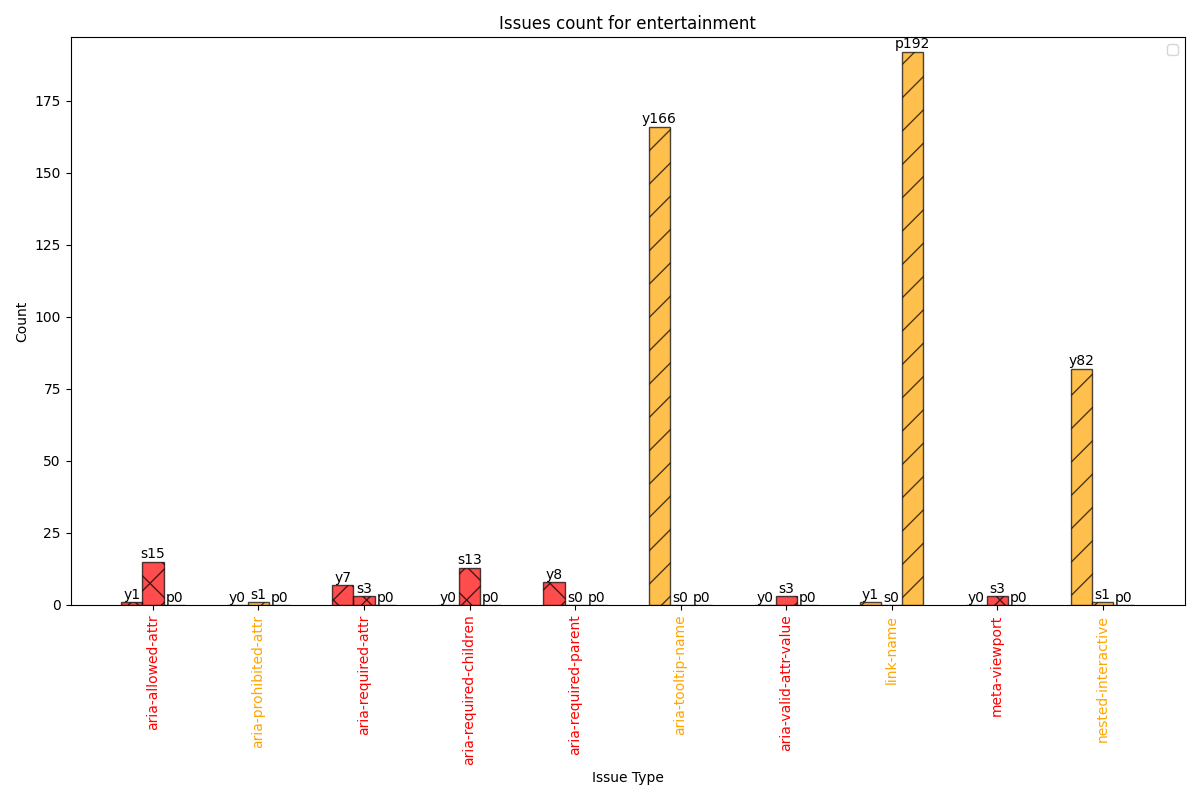 Issues count for entertainment
Count
175
150
125
100
75
50
25
0
y1 s15 p0
y0 s1 p0
y7 s3 p0
y0 s13 p0
y8 s0 p0
y166 s0 p0
y0 s3 p0
y1 s0 p192
y0 s3 p0
y82 s1 p0
aria-allowed-attr
aria-prohibited-attr
aria-required-attr
aria-required-children
aria-required-parent
aria-tooltip-name
aria-valid-attr-value
link-name
meta-viewport
nested-interactive
Issue Type